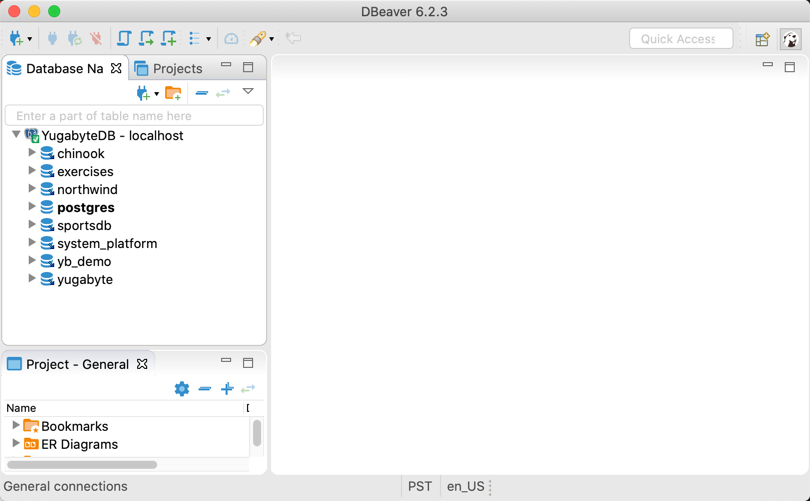 DBeaver 6.2.3
Quick Access
Database Na
Projects
Enter a part of table name here
YugabyteDB - localhost
chinook
exercises
northwind
postgres
sportsdb
system_platform
yb_demo
yugabyte
Project - General
Name
Bookmarks
ER Diagrams
General connections
PST
en_US